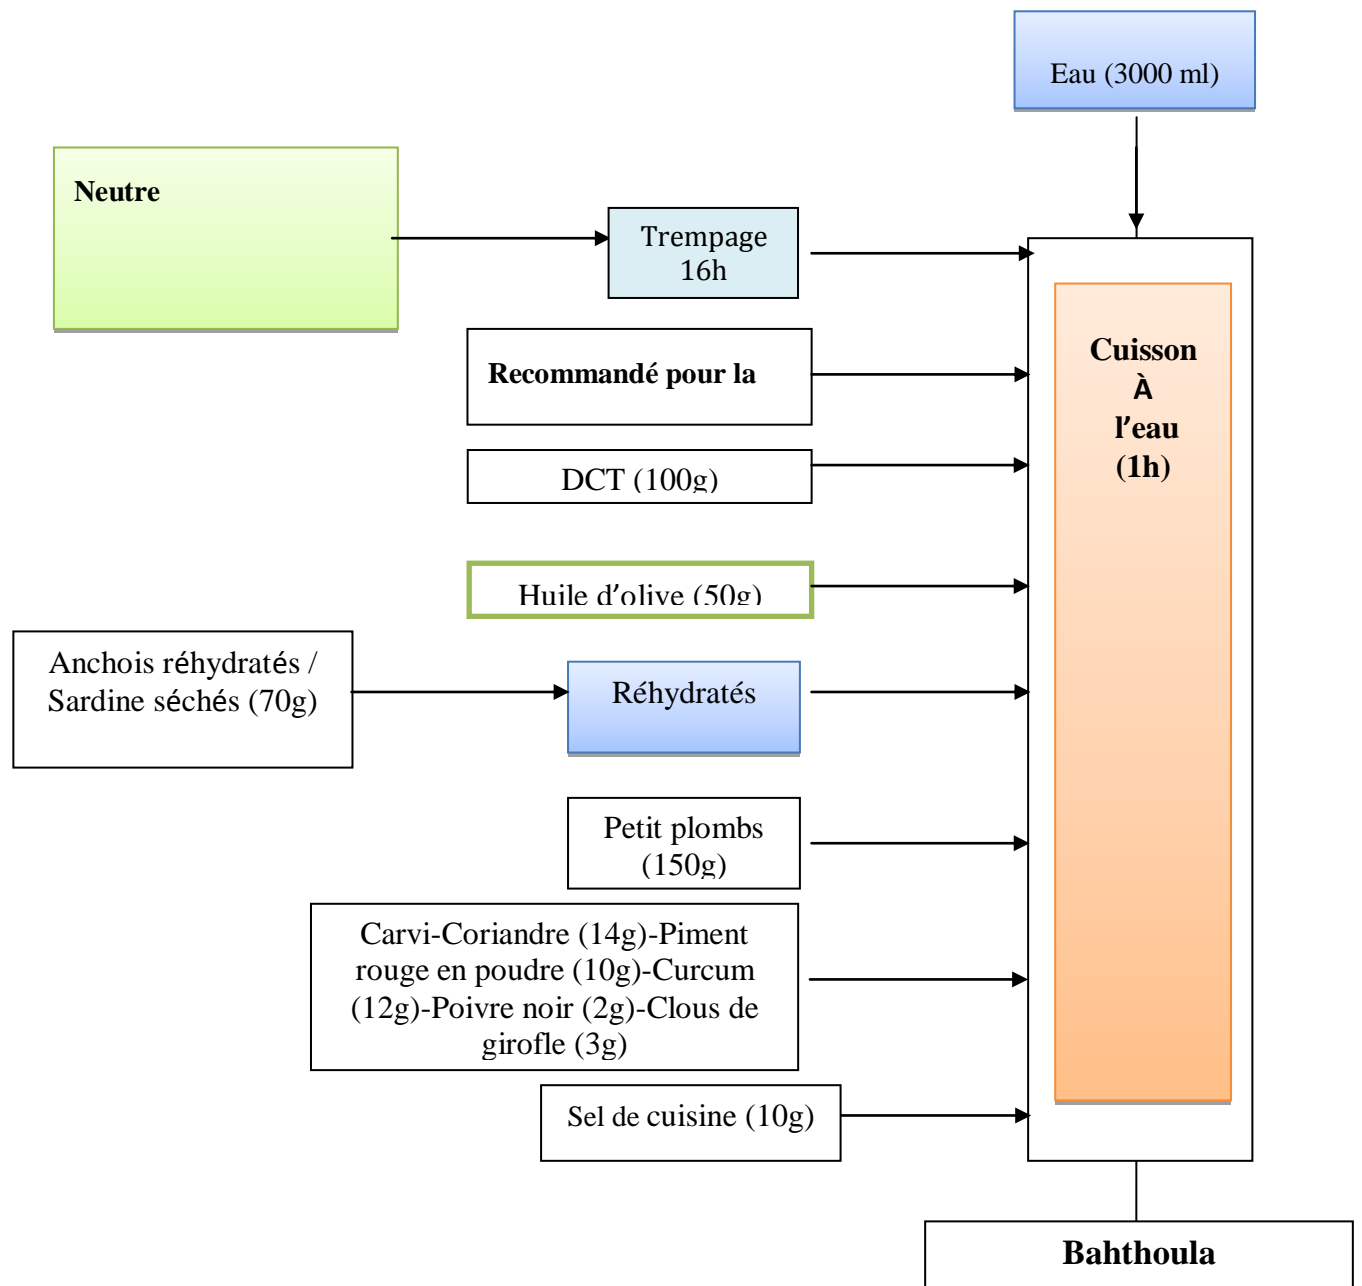 Eau (3000 ml)
Neutre
Trempage
16h
Recommandé pour la
Cuisson
À
l'eau
(1h)
DCT (100g)
Huile d'olive (50g)
Anchois réhydratés /
Sardine séchés (70g)
Réhydratés
Petit plombs
(150g)
Carvi-Coriandre (14g)-Piment
rouge en poudre (10g)-Curcum
(12g)-Poivre noir (2g)-Clous de
girofle (3g)
Sel de cuisine (10g)
Bahthoula